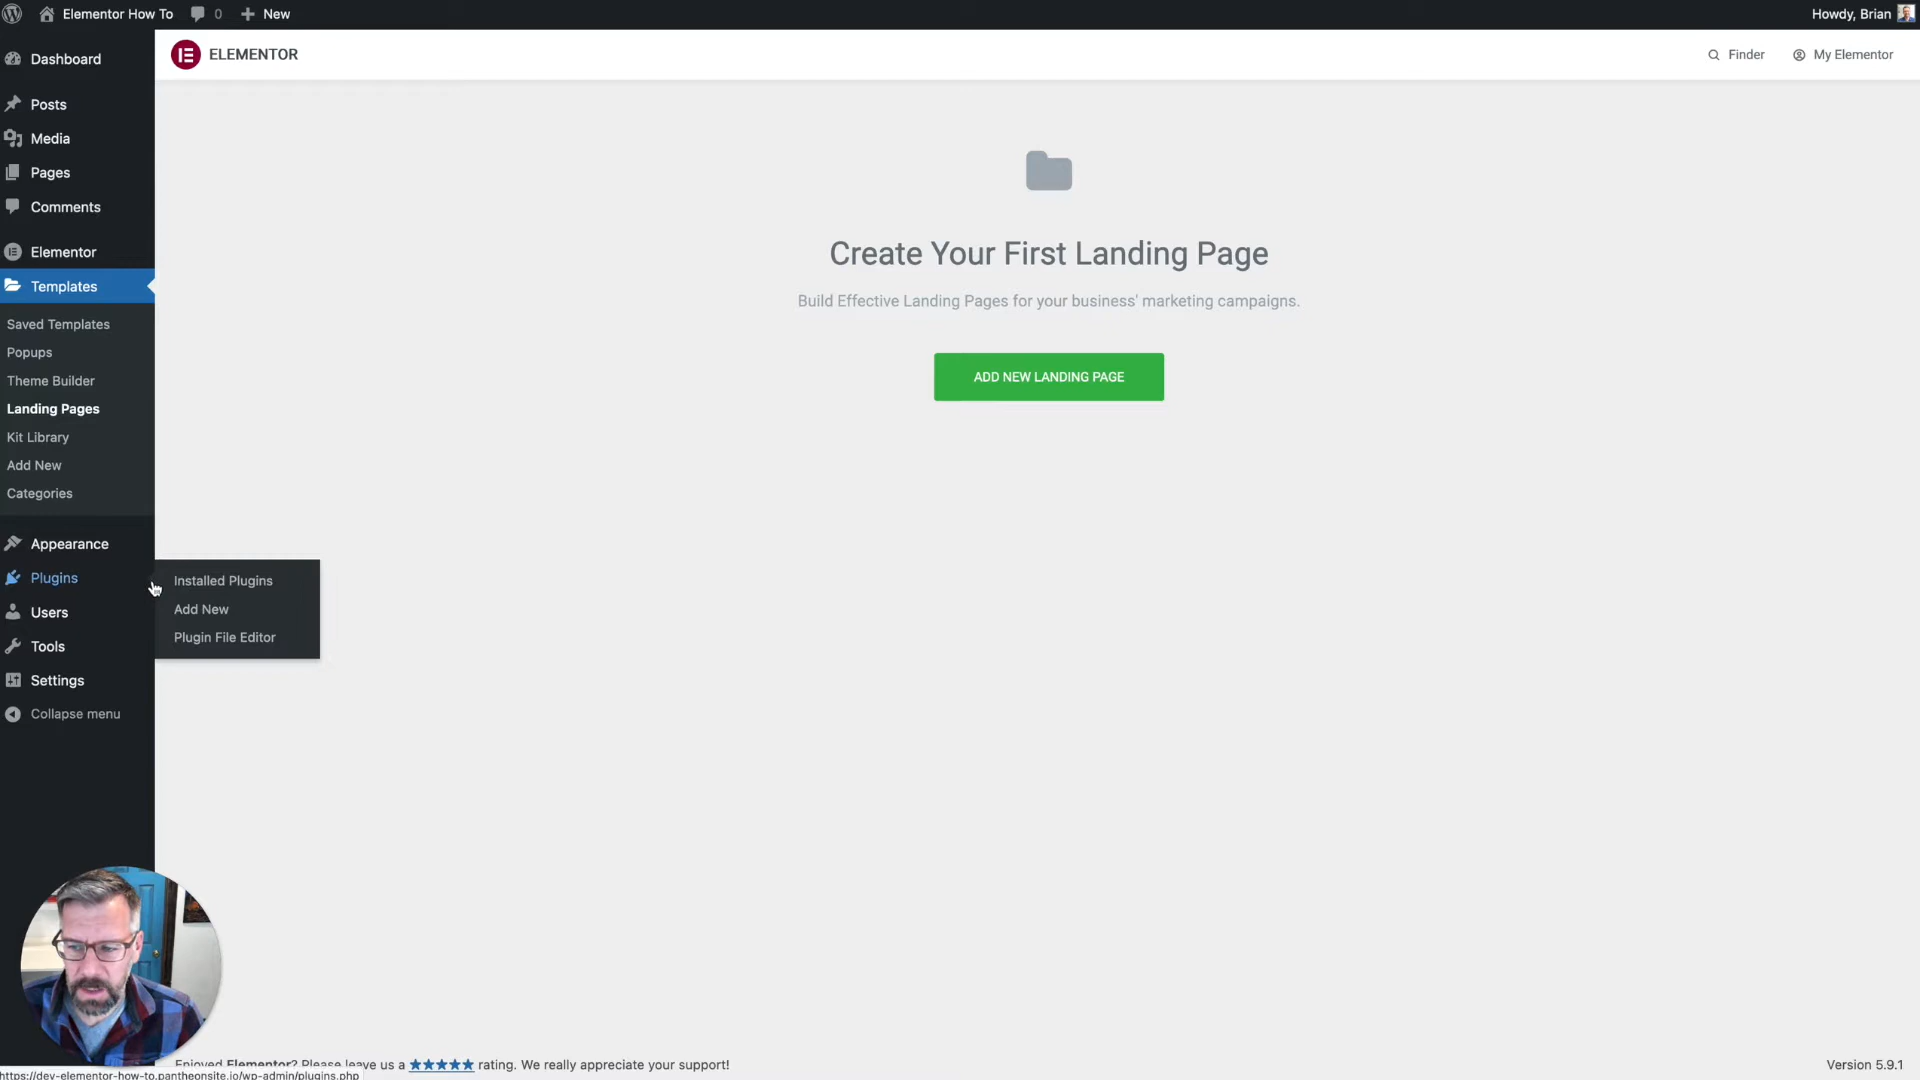 Elementor How To 0 New Howdy, Brian
ELEMENTOR Finder My Elementor
Dashboard
Posts
Media
Pages
Comments
Elementor
Templates
Saved Templates
Popups
Theme Builder
Landing Pages
Kit Library
Add New
Categories
Appearance
Plugins
Installed Plugins
Add New
Plugin File Editor
Users
Tools
Settings
Collapse menu
Create Your First Landing Page
Build Effective Landing Pages for your business' marketing campaigns.
ADD NEW LANDING PAGE
Enjoyed Elementor? Please leave us a ★★★★★ rating. We really appreciate your support! Version 5.9.1
https://dev-elementor-how-to.pantheonsite.io/wp-admin/plugins.php